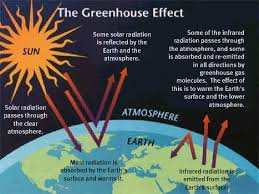 The Greenhouse Effect
SUN
Some solar radiation
is reflected by the
Earth and the
atmosphere.
Some of the infrared
radiation passes through
the atmosphere, and some
is absorbed and re-emitted
in all directions by
greenhouse gas
molecules. The effect of
this is to warm the Earth's
surface and the lower
atmosphere.
Solar radiation
passes through
the clear
atmosphere.
ATMOSPHERE
EARTH
Most radiation is
absorbed by the Earth's
surface and warms it.
Infrared radiation is
emitted from the
Earth's surface.